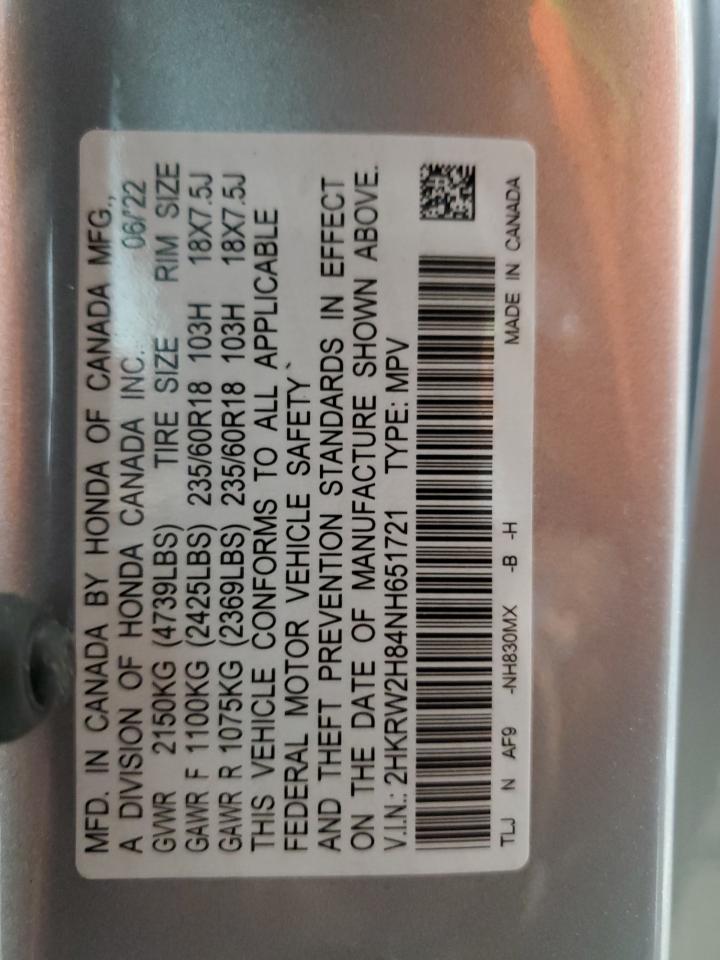 MFD. IN CANADA BY HONDA OF CANADA MFG.,
A DIVISION OF HONDA CANADA INC. 06/'22
GVWR 2150KG (4739LBS) TIRE SIZE RIM SIZE
GAWR F 1100KG (2425LBS) 235/60R18 103H 18X7.5J
GAWR R 1075KG (2369LBS) 235/60R18 103H 18X7.5J
THIS VEHICLE CONFORMS TO ALL APPLICABLE
FEDERAL MOTOR VEHICLE SAFETY
AND THEFT PREVENTION STANDARDS IN EFFECT
ON THE DATE OF MANUFACTURE SHOWN ABOVE.
V.I.N.: 2HKRW2H84NH651721 TYPE: MPV
TLJ N AF9 -NH830MX -B -H MADE IN CANADA